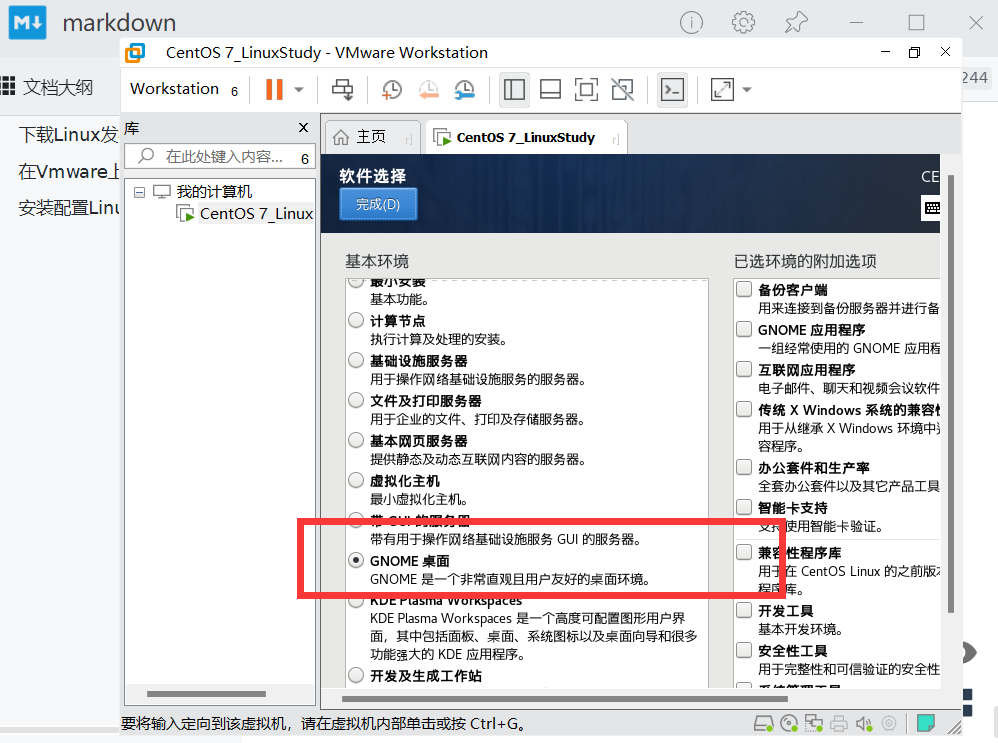 M↓ markdown
CentOS 7_LinuxStudy - VMware Workstation
244
文档大纲
Workstation 6
下载Linux发
在Vmware上
安装配置Linu
库
在此处键入内容... 6
我的计算机
CentOS 7_Linux
主页
CentOS 7_LinuxStudy
软件选择
完成(D)
CE
基本环境
最小安装
基本功能。
计算节点
执行计算及处理的安装。
基础设施服务器
用于操作网络基础设施服务的服务器。
文件及打印服务器
用于企业的文件、打印及存储服务器。
基本网页服务器
提供静态及动态互联网内容的服务器。
虚拟化主机
最小虚拟化主机。
带 GUI 的服务器
带有用于操作网络基础设施服务 GUI 的服务器。
GNOME 桌面
GNOME 是一个非常直观且用户友好的桌面环境。
KDE Plasma Workspaces
KDE Plasma Workspaces 是一个高度可配置图形用户界
面，其中包括面板、桌面、系统图标以及桌面向导和很多
功能强大的 KDE 应用程序。
开发及生成工作站
已选环境的附加选项
备份客户端
用来连接到备份服务器并进行备
GNOME 应用程序
一组经常使用的 GNOME 应用程
互联网应用程序
电子邮件、聊天和视频会议软件
传统 X Windows 系统的兼容性
用于从继承 X Windows 环境中迁
容程序。
办公套件和生产率
全套办公套件以及其它产品工具
智能卡支持
支持使用智能卡验证。
兼容性程序库
用于在 CentOS Linux 的之前版本
程序库。
开发工具
基本开发环境。
安全性工具
用于完整性和可信验证的安全性
系统管理工具
要将输入定向到该虚拟机，请在虚拟机内部单击或按 Ctrl+G。